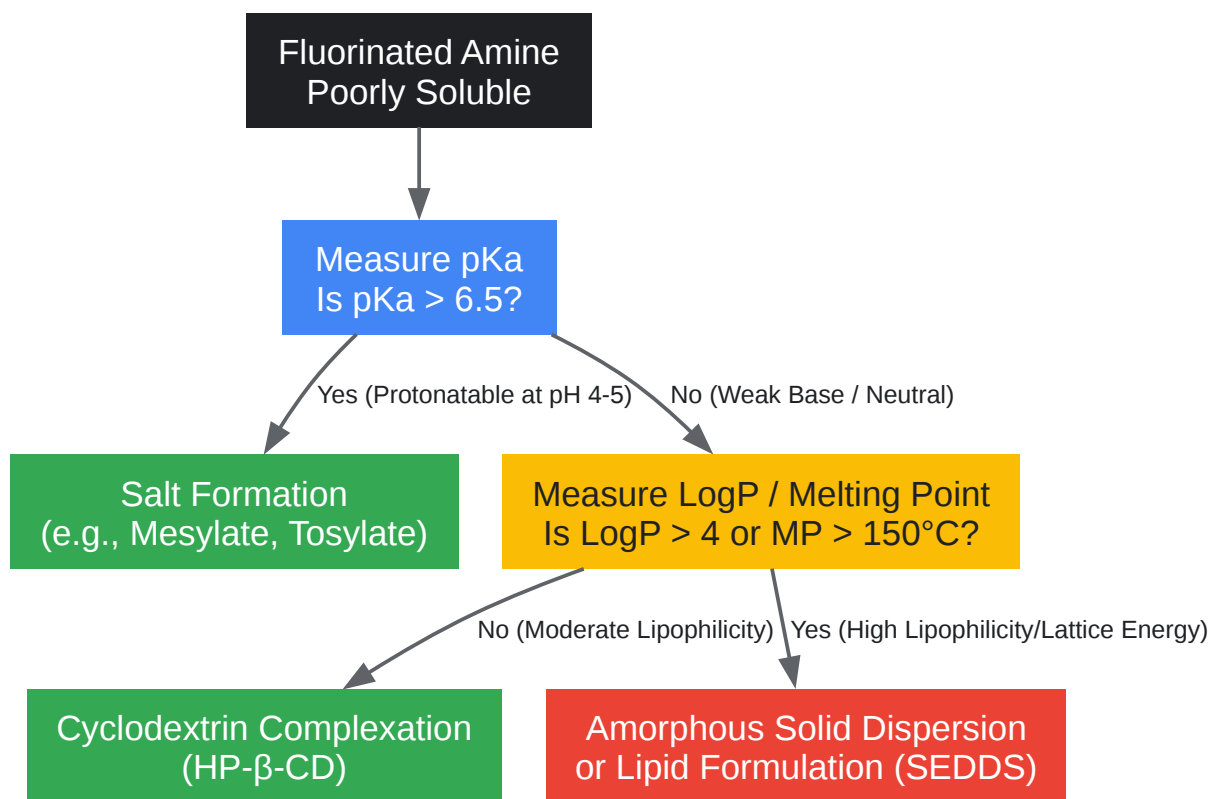 Fluorinated Amine
Poorly Soluble
Measure pKa
Is pKa > 6.5?
Yes (Protonatable at pH 4-5)
No (Weak Base / Neutral)
Salt Formation
(e.g., Mesylate, Tosylate)
Measure LogP / Melting Point
Is LogP > 4 or MP > 150°C?
No (Moderate Lipophilicity)
Yes (High Lipophilicity/Lattice Energy)
Cyclodextrin Complexation
(HP-β-CD)
Amorphous Solid Dispersion
or Lipid Formulation (SEDDS)